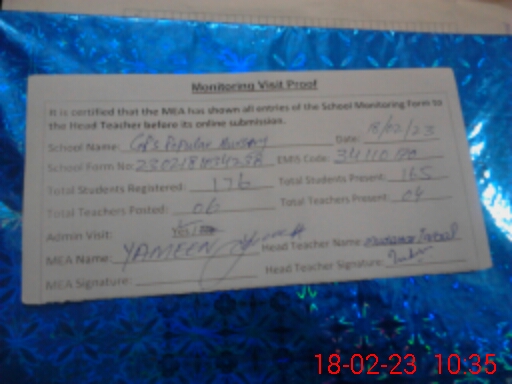 Monitoring Visit Proof
It is certified that the MEA has shown all entries of the School Monitoring Form to
the Head Teacher before its online submission.
School Name: GPS Popular Nursery Date: 18/02/23
School Form No: EMIS Code:
Total Students Registered: 176 Total Students Present: 165
Total Teachers Posted: 06 Total Teachers Present: 04
Admin Visit: Yes /
MEA Name: YAMEEN Head Teacher Name:
MEA Signature: Head Teacher Signature:
18-02-23 10:35